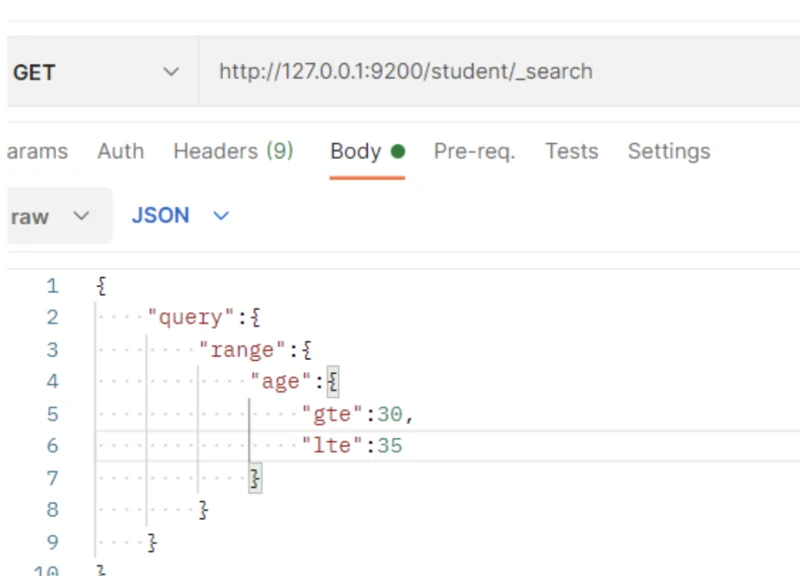 GET http://127.0.0.1:9200/student/_search
arams Auth Headers (9) Body Pre-req. Tests Settings
raw JSON
1 {
2 "query":{
3 "range":{
4 "age":{
5 "gte":30,
6 "lte":35
7 }
8 }
9 }
10 }